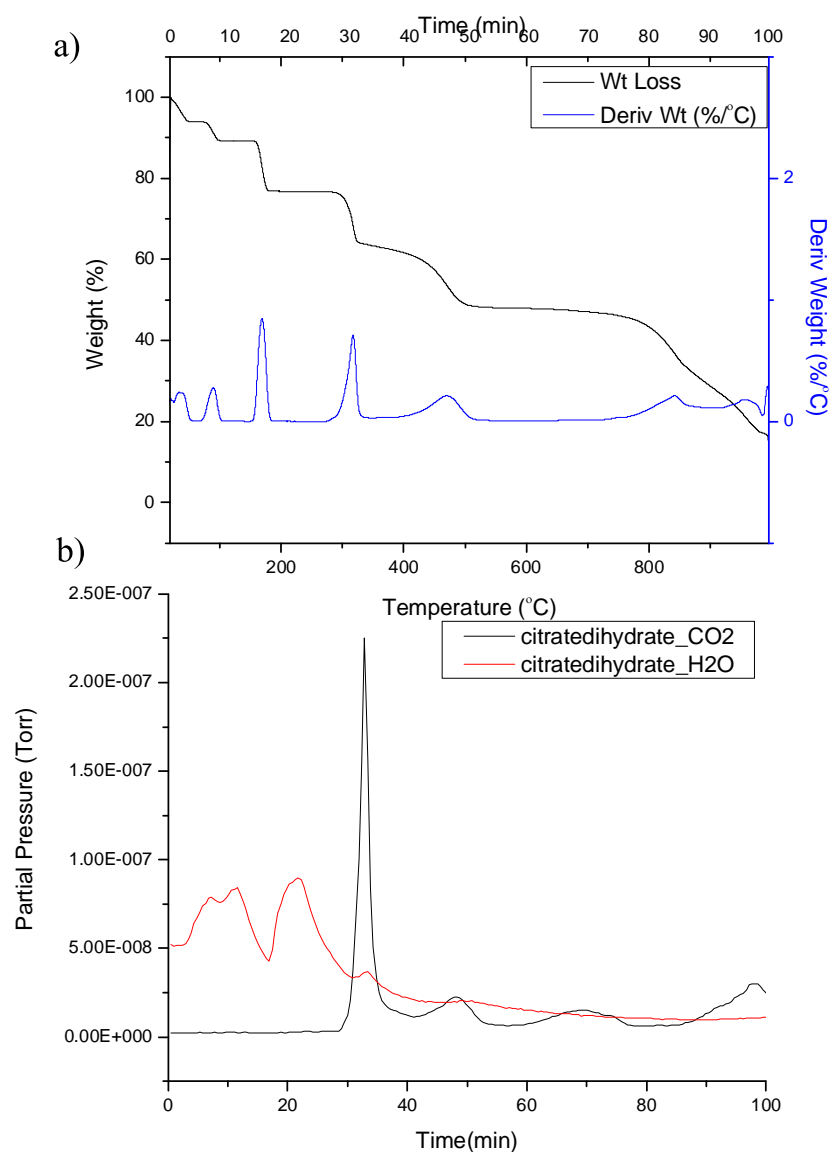 a)
Time (min)
0 10 20 30 40 50 60 70 80 90 100
Wt Loss
Deriv Wt (%/°C)
100
80
60
40
20
0
Weight (%)
2
0
Deriv Weight (%/°C)
200 400 600 800
Temperature (°C)
b)
citratedihydrate_CO2
citratedihydrate_H2O
2.50E-007
2.00E-007
1.50E-007
1.00E-007
5.00E-008
0.00E+000
Partial Pressure (Torr)
0 20 40 60 80 100
Time(min)